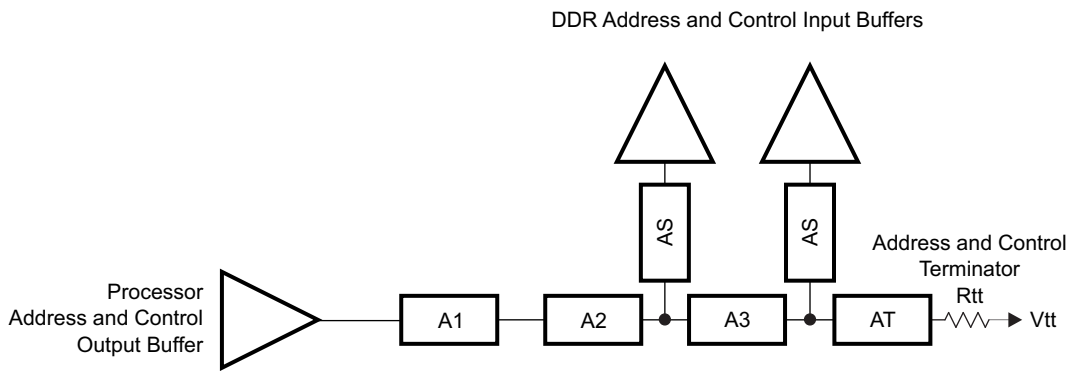 DDR Address and Control Input Buffers
AS
AS
Address and Control
Terminator
Rtt
Processor
Address and Control
Output Buffer
A1
A2
A3
AT
Vtt